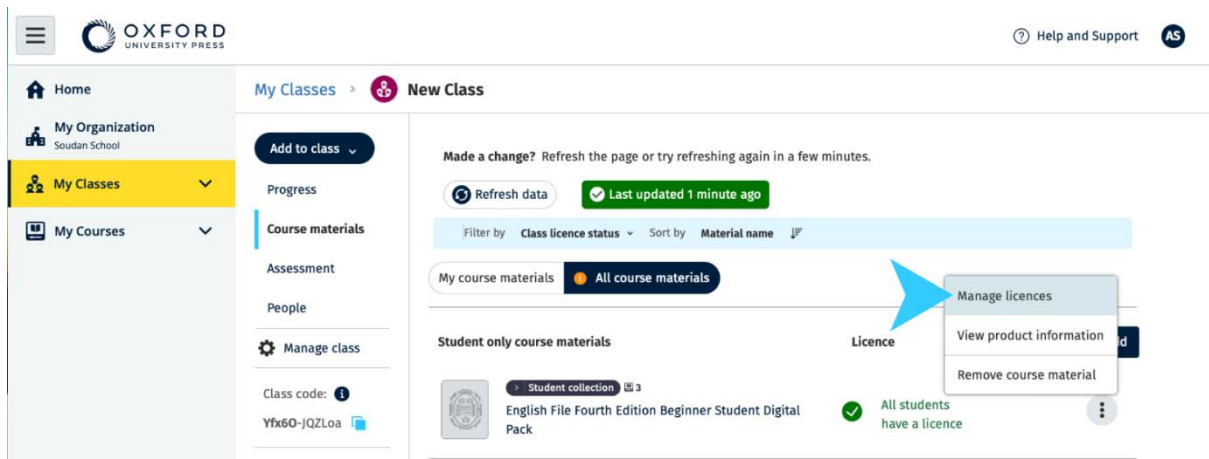 OXFORD
UNIVERSITY PRESS
Help and Support
AS
Home
My Organization
Soudan School
My Classes
My Courses
My Classes > New Class
Add to class
Progress
Course materials
Assessment
People
Manage class
Class code:
Yfx6O-JQZLoa
Made a change? Refresh the page or try refreshing again in a few minutes.
Refresh data
Last updated 1 minute ago
Filter by Class licence status Sort by Material name
My course materials
All course materials
Manage licences
View product information
Remove course material
Student only course materials
Licence
Student collection 3
English File Fourth Edition Beginner Student Digital
Pack
All students
have a licence